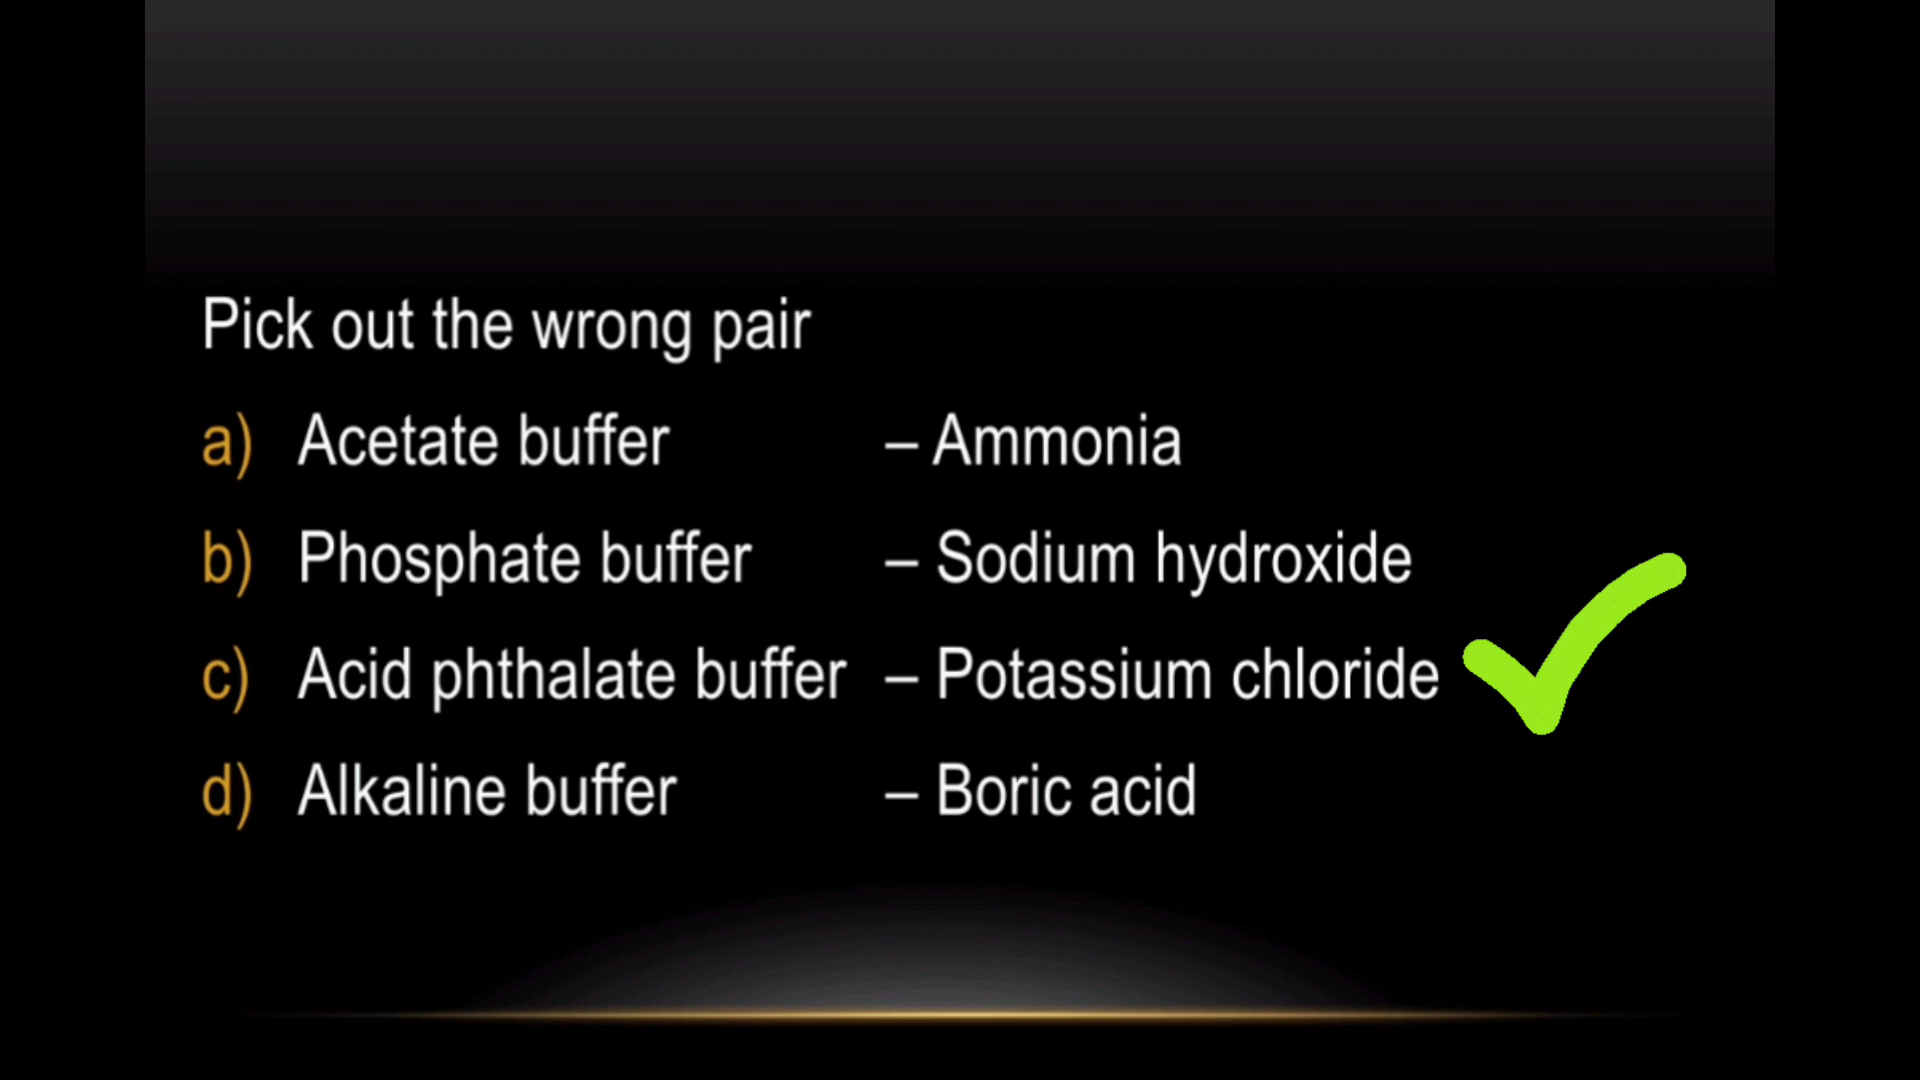 Pick out the wrong pair
a) Acetate buffer – Ammonia
b) Phosphate buffer – Sodium hydroxide
c) Acid phthalate buffer – Potassium chloride
d) Alkaline buffer – Boric acid